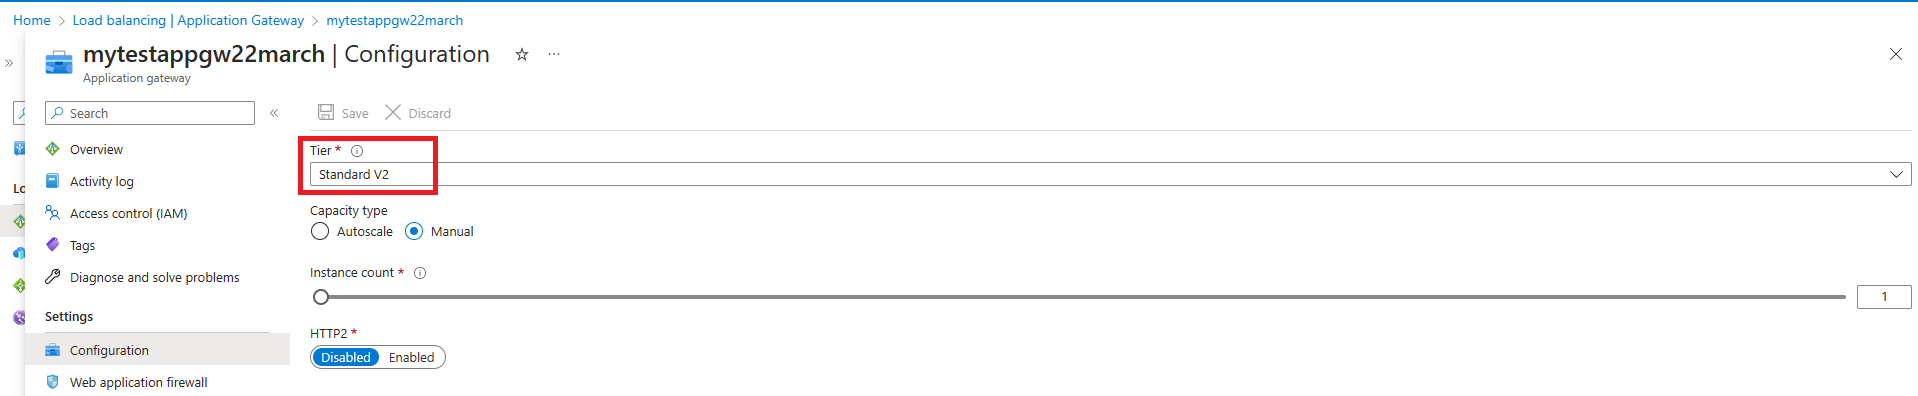 Home > Load balancing | Application Gateway > mytestappgw22march
mytestappgw22march | Configuration
Application gateway
Search
Save
Discard
Overview
Activity log
Access control (IAM)
Tags
Diagnose and solve problems
Settings
Configuration
Web application firewall
Lo
Tier *
Standard V2
Capacity type
Autoscale
Manual
Instance count *
1
HTTP2 *
Disabled
Enabled